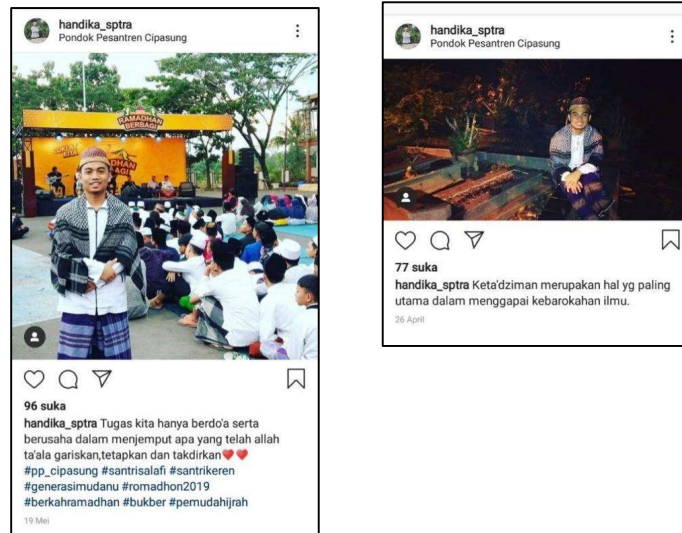 handika_sptra
Pondok Pesantren Cipasung
RAMADHAN
BERBAGI
96 suka
handika_sptra Tugas kita hanya berdo'a serta
berusaha dalam menjemput apa yang telah allah
ta'ala gariskan,tetapkan dan takdirkan❤️❤️
#pp_cipasung #santrisalafi #santrikeren
#generasimudanu #romadhon2019
#berkahramadhan #bukber #pemudahijrah
19 Mei
handika_sptra
Pondok Pesantren Cipasung
77 suka
handika_sptra Keta'dziman merupakan hal yg paling
utama dalam menggapai kebarokahan ilmu.
26 April